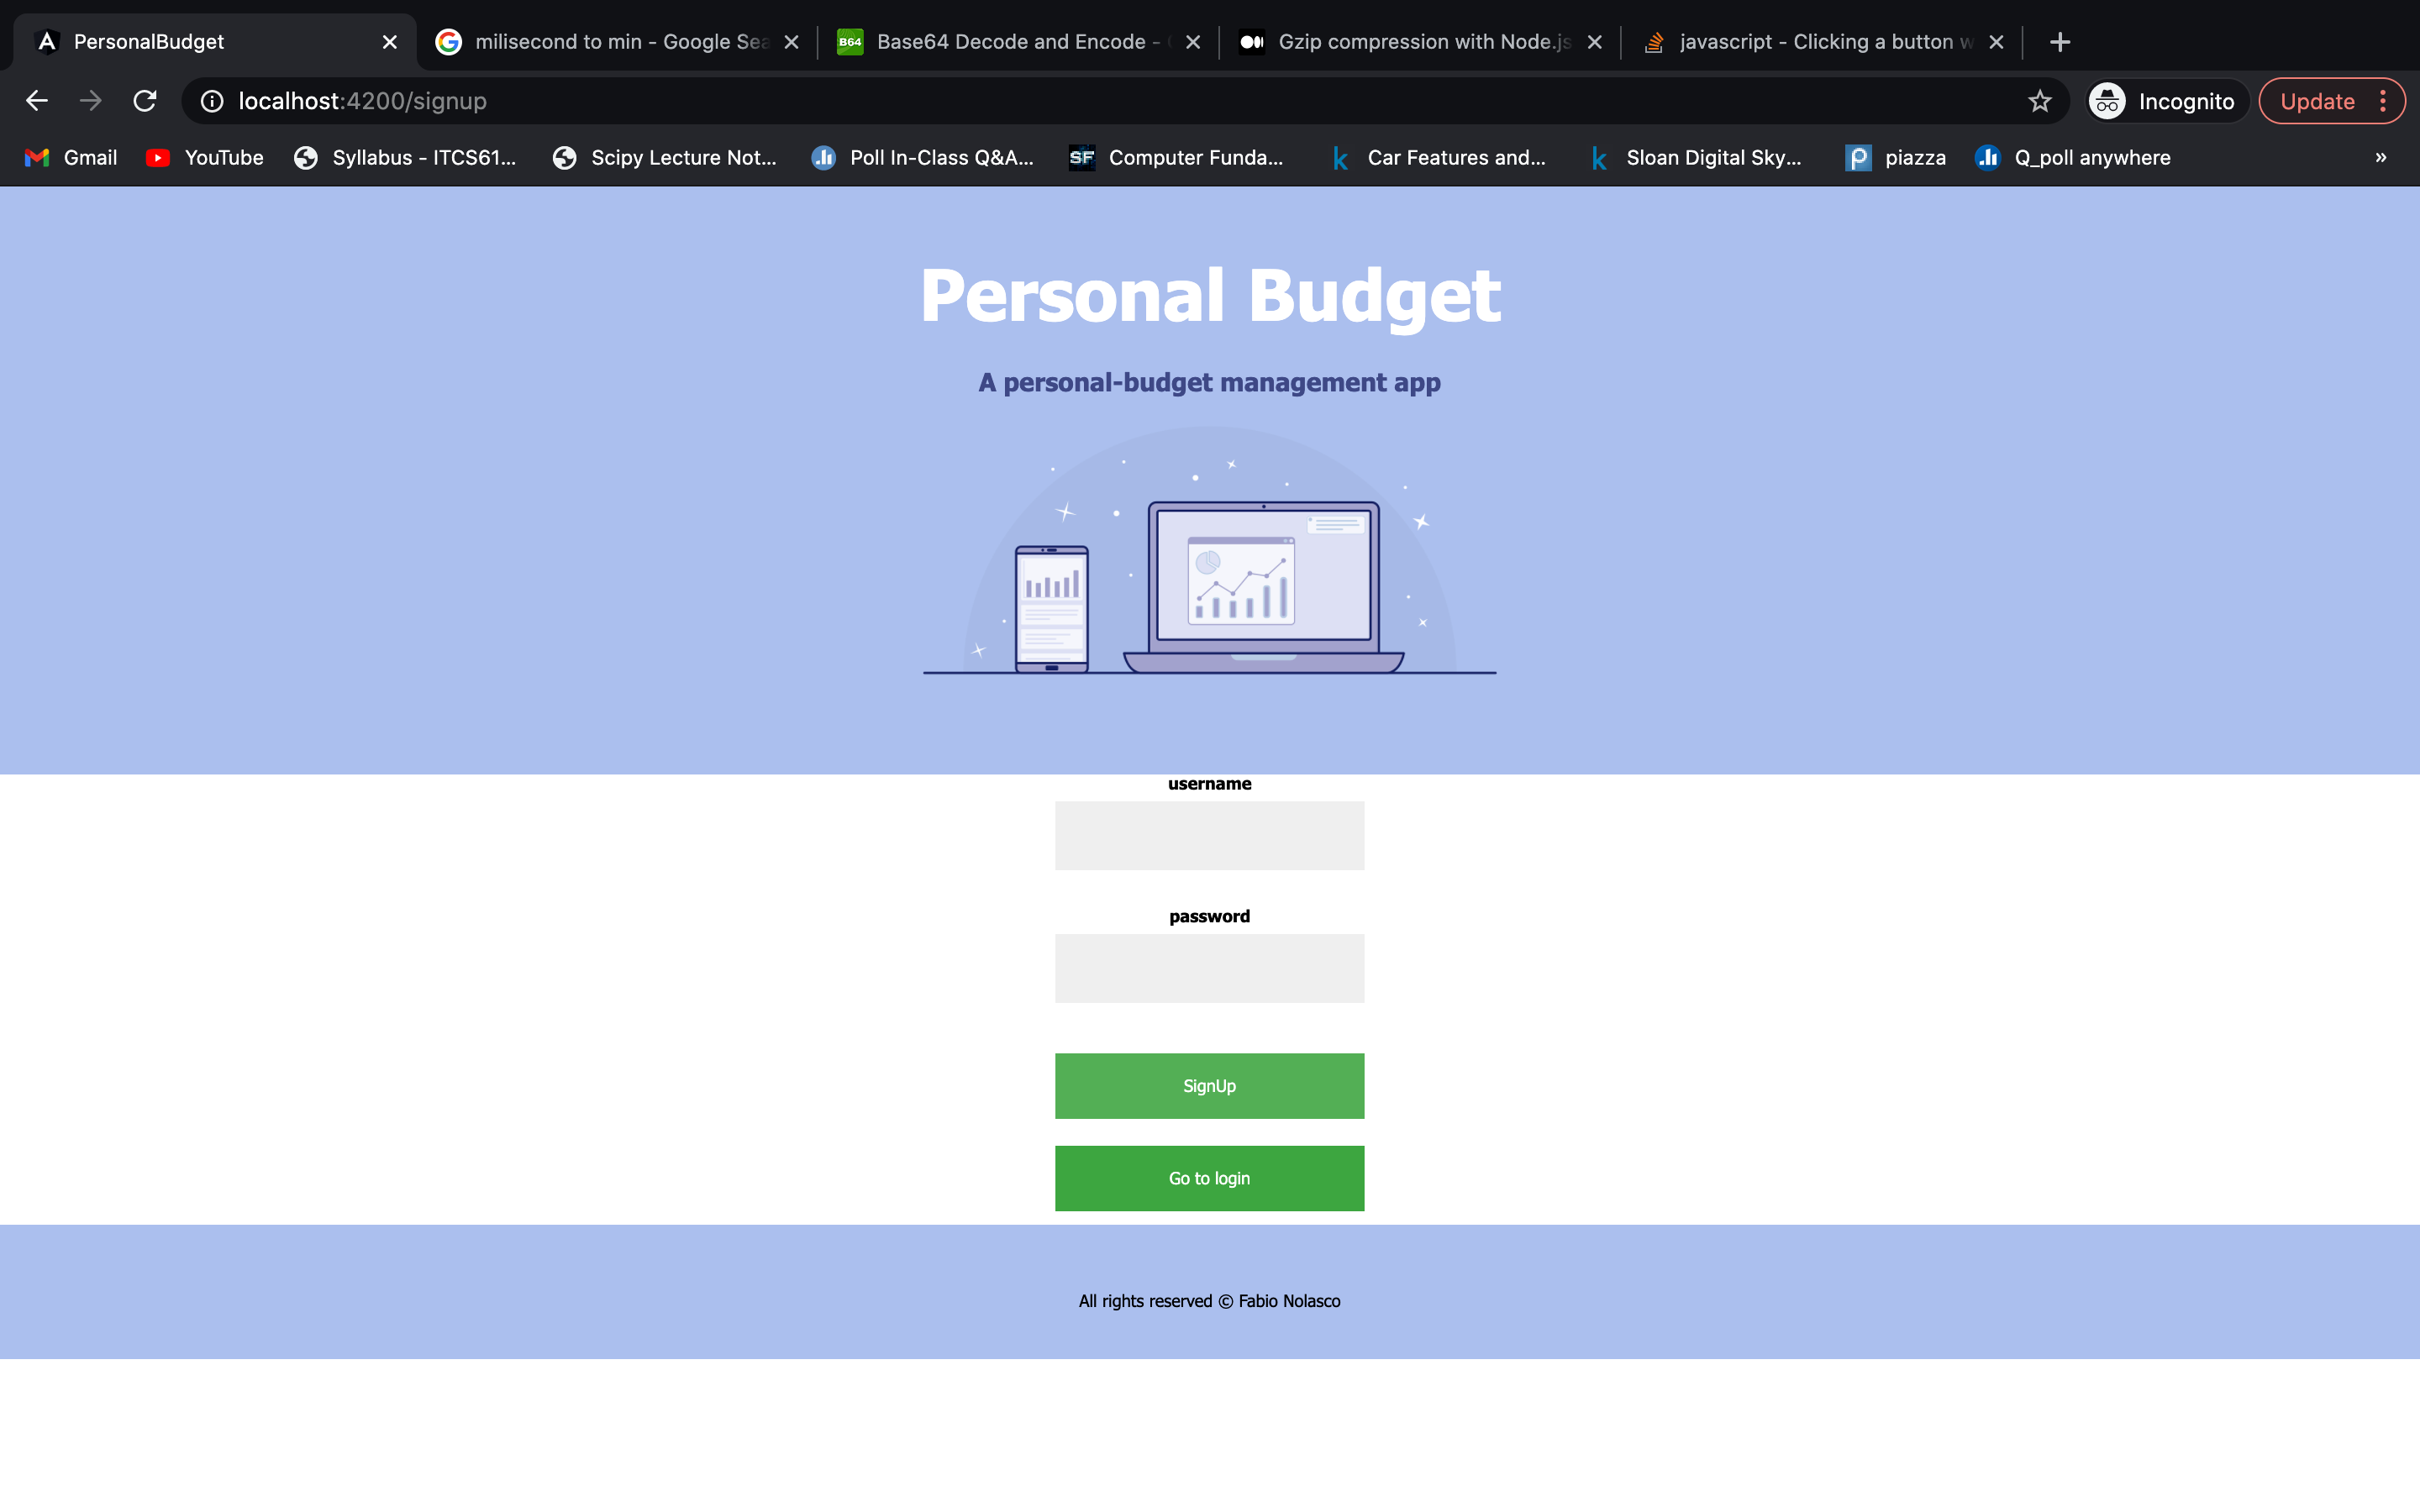 PersonalBudget
milisecond to min - Google Sea
B64 Base64 Decode and Encode -
Gzip compression with Node.js
javascript - Clicking a button w
localhost:4200/signup
Incognito
Update
Gmail
YouTube
Syllabus - ITCS61...
Scipy Lecture Not...
Poll In-Class Q&A...
SF Computer Funda...
k Car Features and...
k Sloan Digital Sky...
piazza
Q_poll anywhere
»
Personal Budget
A personal-budget management app
username
password
SignUp
Go to login
All rights reserved © Fabio Nolasco